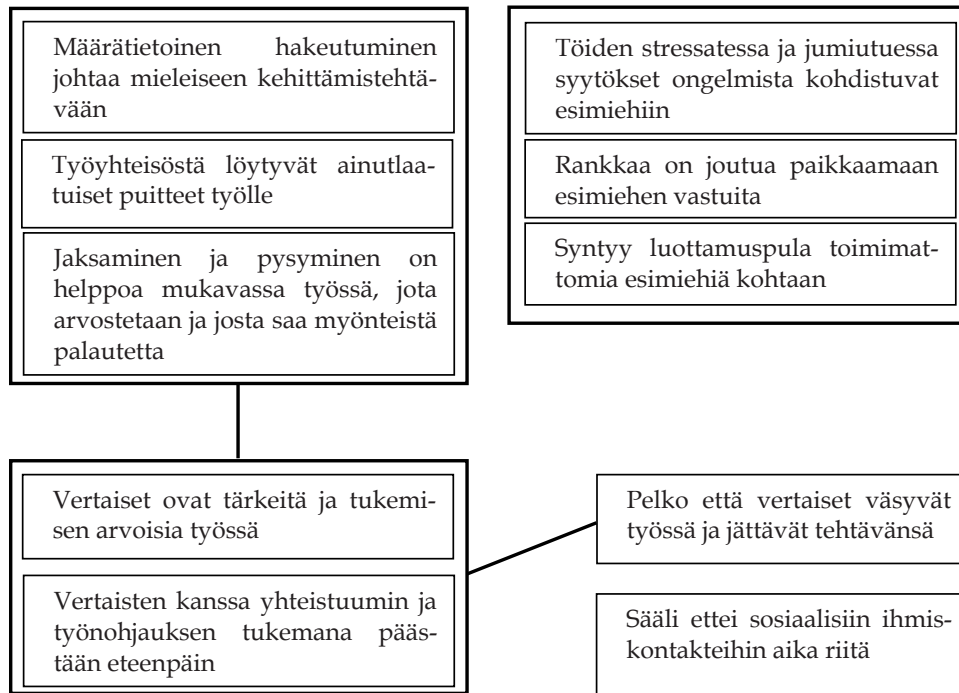 Määrätietoinen hakeutuminen
johtaa mieleiseen kehittämistehtä-
vään
Työyhteisöstä löytyvät ainutlaa-
tuiset puitteet työlle
Jaksaminen ja pysyminen on
helppoa mukavassa työssä, jota
arvostetaan ja josta saa myönteistä
palautetta
Töiden stressatessa ja jumiutuessa
syytökset ongelmista kohdistuvat
esimiehiin
Rankkaa on joutua paikkaamaan
esimiehen vastuita
Syntyy luottamuspula toimimat-
tomia esimiehiä kohtaan
Vertaiset ovat tärkeitä ja tukemi-
sen arvoisia työssä
Vertaisten kanssa yhteistuumin ja
työnohjauksen tukemana pääs-
tään eteenpäin
Pelko että vertaiset väsyvät
työssä ja jättävät tehtävänsä
Sääli ettei sosiaalisiin ihmis-
kontakteihin aika riitä